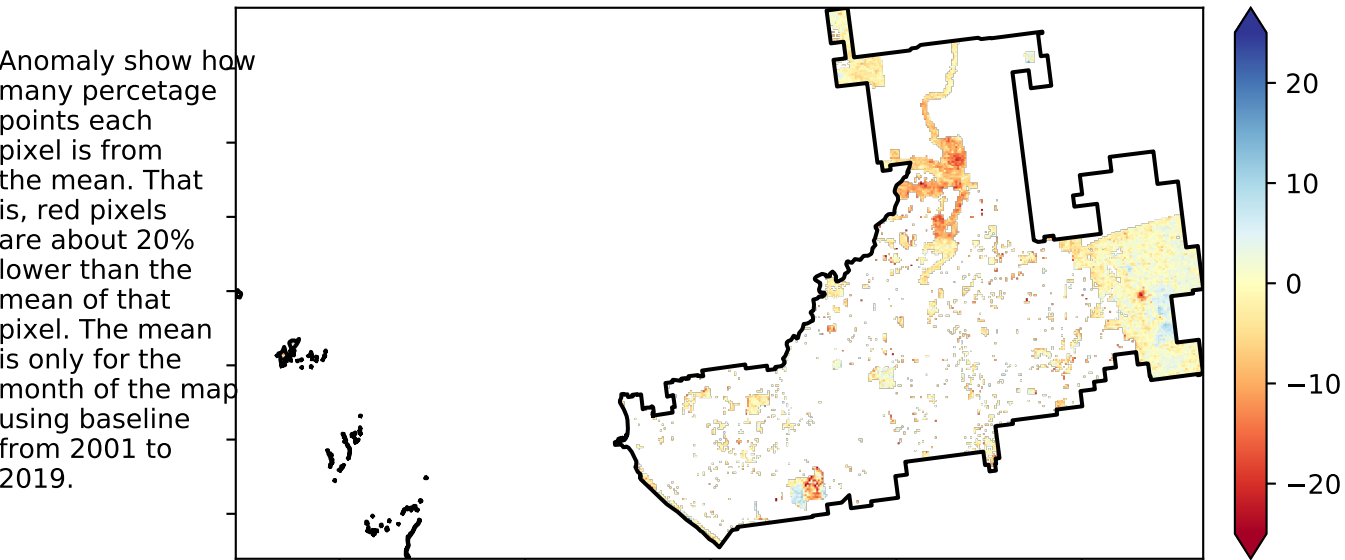 Anomaly show how
many percetage
points each
pixel is from
the mean. That
is, red pixels
are about 20%
lower than the
mean of that
pixel. The mean
is only for the
month of the map
using baseline
from 2001 to
2019.
20
10
0
−10
−20